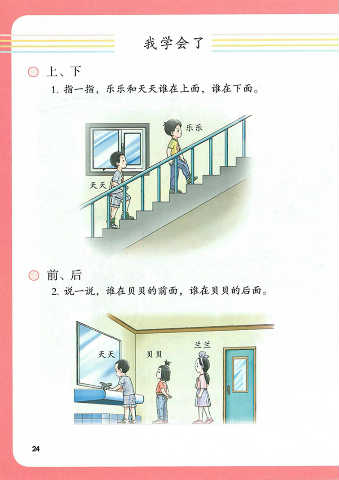 我学会了
上、下
1. 指一指，乐乐和天天谁在上面，谁在下面。
乐乐
天天
前、后
2. 说一说，谁在贝贝的前面，谁在贝贝的后面。
天天 贝贝 兰兰
24